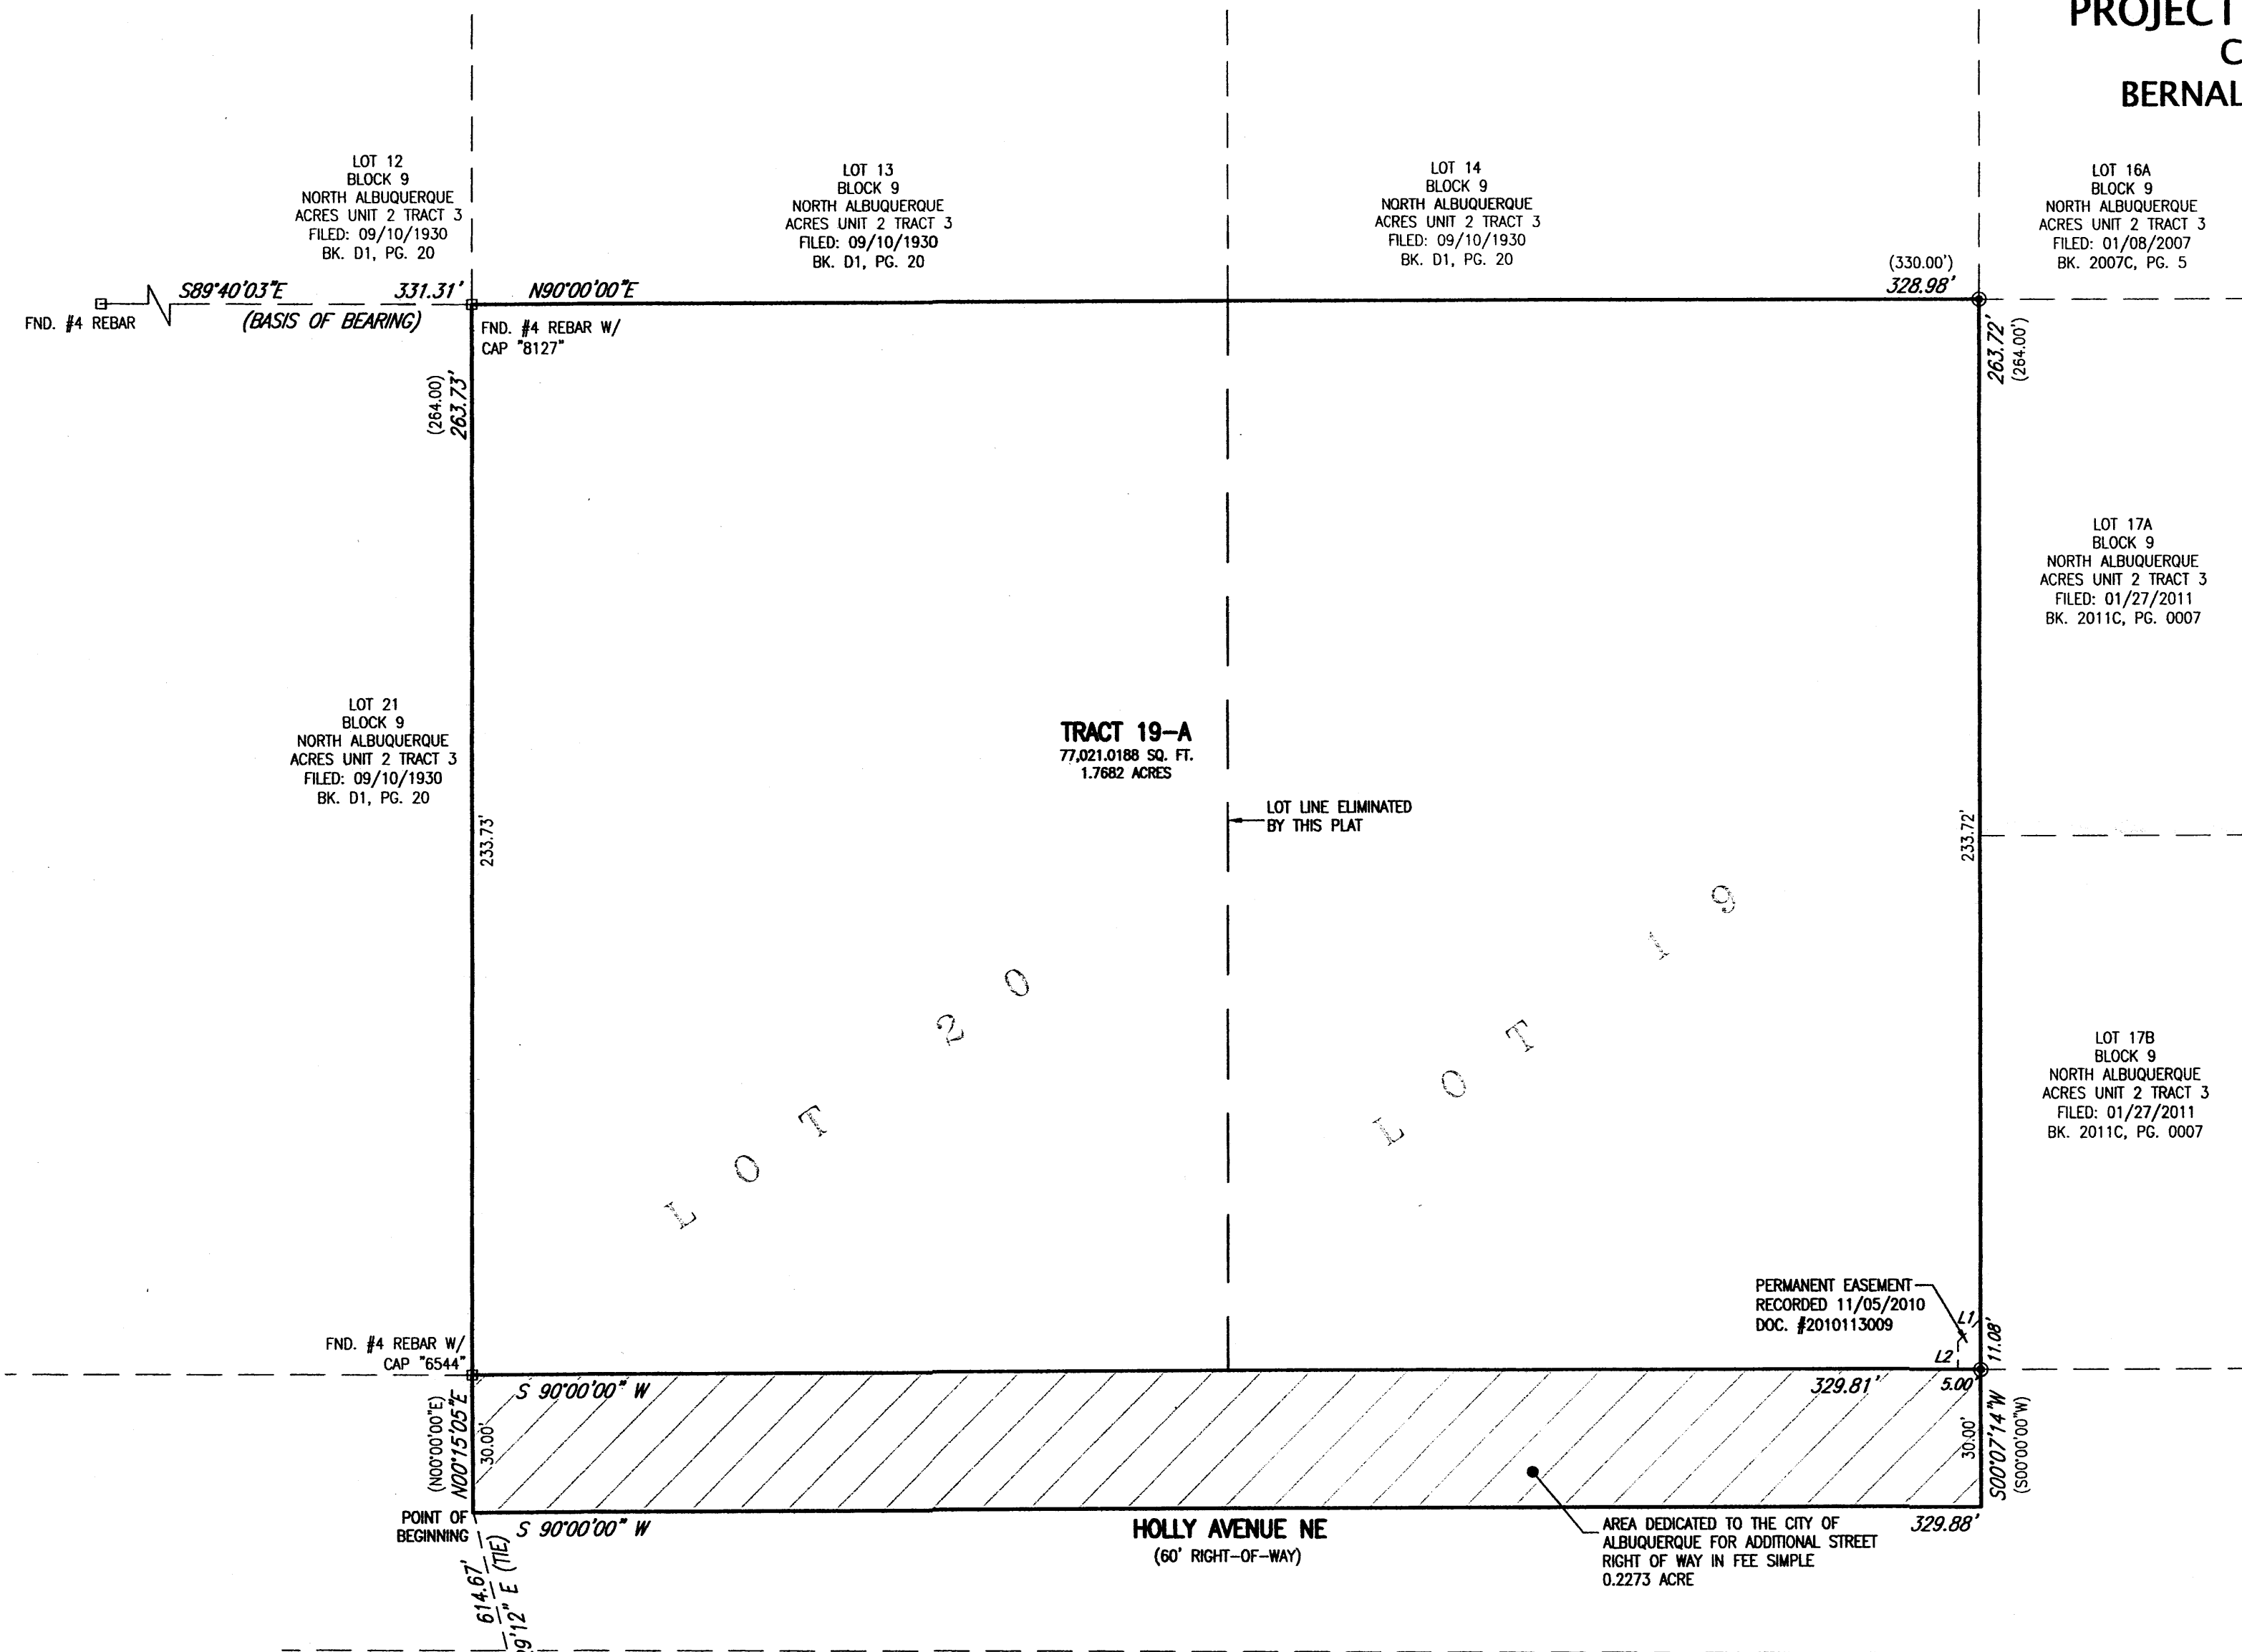 PROJECT
C
BERNAL
LOT 12
BLOCK 9
NORTH ALBUQUERQUE
ACRES UNIT 2 TRACT 3
FILED: 09/10/1930
BK. D1, PG. 20
LOT 13
BLOCK 9
NORTH ALBUQUERQUE
ACRES UNIT 2 TRACT 3
FILED: 09/10/1930
BK. D1, PG. 20
LOT 14
BLOCK 9
NORTH ALBUQUERQUE
ACRES UNIT 2 TRACT 3
FILED: 09/10/1930
BK. D1, PG. 20
LOT 16A
BLOCK 9
NORTH ALBUQUERQUE
ACRES UNIT 2 TRACT 3
FILED: 01/08/2007
BK. 2007C, PG. 5
S89°40'03"E 331.31'
(BASIS OF BEARING)
FND. #4 REBAR
N90°00'00"E
(330.00')
328.98'
FND. #4 REBAR W/
CAP "8127"
(264.00)
263.73'
263.72'
(264.00')
LOT 17A
BLOCK 9
NORTH ALBUQUERQUE
ACRES UNIT 2 TRACT 3
FILED: 01/27/2011
BK. 2011C, PG. 0007
LOT 21
BLOCK 9
NORTH ALBUQUERQUE
ACRES UNIT 2 TRACT 3
FILED: 09/10/1930
BK. D1, PG. 20
TRACT 19-A
77,021.0188 SQ. FT.
1.7682 ACRES
LOT LINE ELIMINATED
BY THIS PLAT
233.73'
233.72'
LOT 20
LOT 19
LOT 17B
BLOCK 9
NORTH ALBUQUERQUE
ACRES UNIT 2 TRACT 3
FILED: 01/27/2011
BK. 2011C, PG. 0007
PERMANENT EASEMENT
RECORDED 11/05/2010
DOC. #2010113009
L1
L2
11.08'
FND. #4 REBAR W/
CAP "6544"
S 90°00'00" W
329.81'
5.00'
(N00°00'00"E)
N00°15'05"E
30.00'
30.00'
S00°07'14"W
(S00°00'00"W)
POINT OF
BEGINNING
S 90°00'00" W
HOLLY AVENUE NE
(60' RIGHT-OF-WAY)
AREA DEDICATED TO THE CITY OF
ALBUQUERQUE FOR ADDITIONAL STREET
RIGHT OF WAY IN FEE SIMPLE
0.2273 ACRE
329.88'
614.67'
9'12" E (TIE)